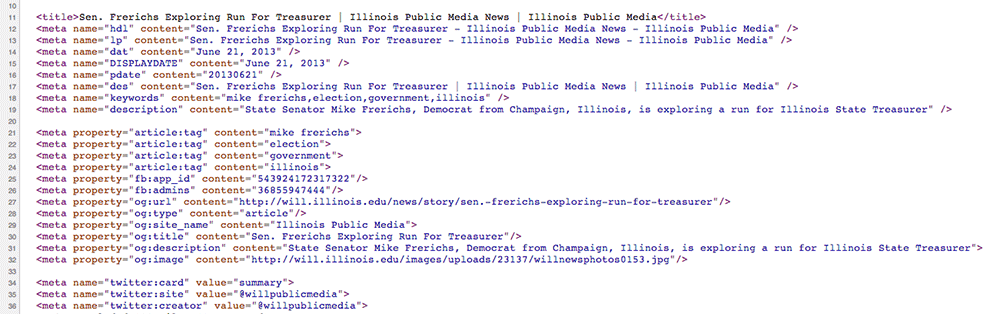 10
11 <title>Sen. Frerichs Exploring Run For Treasurer | Illinois Public Media News | Illinois Public Media</title>
12 <meta name="hdl" content="Sen. Frerichs Exploring Run For Treasurer - Illinois Public Media News - Illinois Public Media" />
13 <meta name="lp" content="Sen. Frerichs Exploring Run For Treasurer - Illinois Public Media News - Illinois Public Media" />
14 <meta name="dat" content="June 21, 2013" />
15 <meta name="DISPLAYDATE" content="June 21, 2013" />
16 <meta name="pdate" content="20130621" />
17 <meta name="des" content="Sen. Frerichs Exploring Run For Treasurer | Illinois Public Media News | Illinois Public Media" />
18 <meta name="keywords" content="mike frerichs,election,government,illinois" />
19 <meta name="description" content="State Senator Mike Frerichs, Democrat from Champaign, Illinois, is exploring a run for Illinois State Treasurer" />
20
21 <meta property="article:tag" content="mike frerichs">
22 <meta property="article:tag" content="election">
23 <meta property="article:tag" content="government">
24 <meta property="article:tag" content="illinois">
25 <meta property="fb:app_id" content="543924172317322"/>
26 <meta property="fb:admins" content="36855947444"/>
27 <meta property="og:url" content="http://will.illinois.edu/news/story/sen.-frerichs-exploring-run-for-treasurer"/>
28 <meta property="og:type" content="article"/>
29 <meta property="og:site_name" content="Illinois Public Media">
30 <meta property="og:title" content="Sen. Frerichs Exploring Run For Treasurer"/>
31 <meta property="og:description" content="State Senator Mike Frerichs, Democrat from Champaign, Illinois, is exploring a run for Illinois State Treasurer">
32 <meta property="og:image" content="http://will.illinois.edu/images/uploads/23137/willnewsphotos0153.jpg"/>
33
34 <meta name="twitter:card" value="summary">
35 <meta name="twitter:site" value="@willpublicmedia">
36 <meta name="twitter:creator" value="@willpublicmedia">